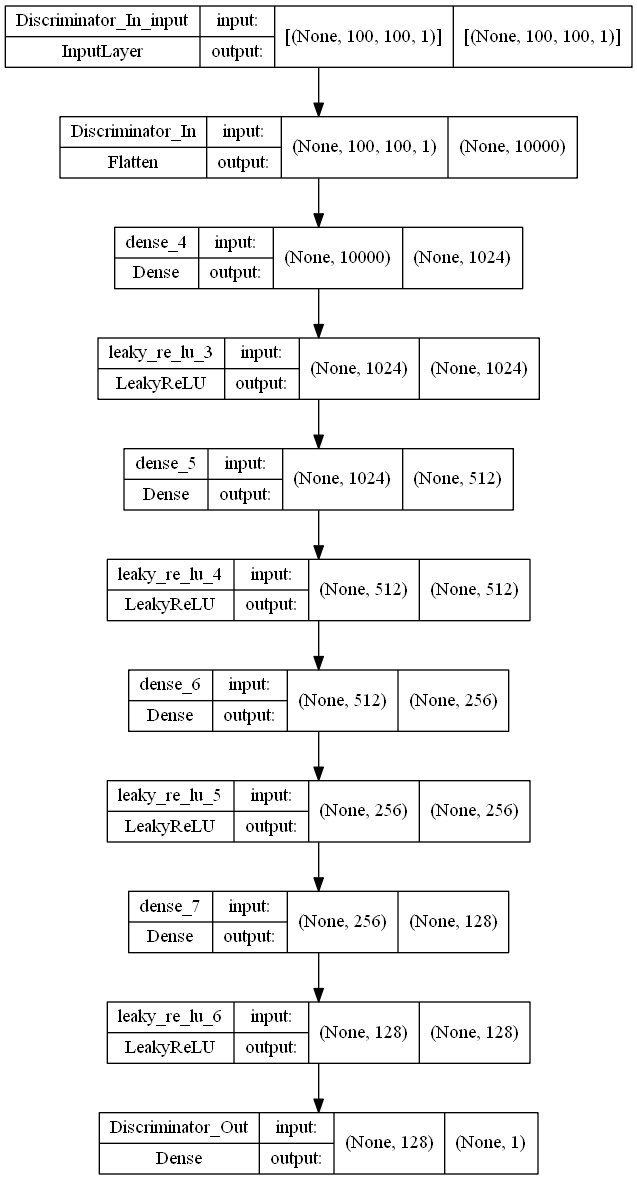 Discriminator_In_input input: [(None, 100, 100, 1)] [(None, 100, 100, 1)]
InputLayer output:
Discriminator_In input: (None, 100, 100, 1) (None, 10000)
Flatten output:
dense_4 input: (None, 10000) (None, 1024)
Dense output:
leaky_re_lu_3 input: (None, 1024) (None, 1024)
LeakyReLU output:
dense_5 input: (None, 1024) (None, 512)
Dense output:
leaky_re_lu_4 input: (None, 512) (None, 512)
LeakyReLU output:
dense_6 input: (None, 512) (None, 256)
Dense output:
leaky_re_lu_5 input: (None, 256) (None, 256)
LeakyReLU output:
dense_7 input: (None, 256) (None, 128)
Dense output:
leaky_re_lu_6 input: (None, 128) (None, 128)
LeakyReLU output:
Discriminator_Out input: (None, 128) (None, 1)
Dense output: